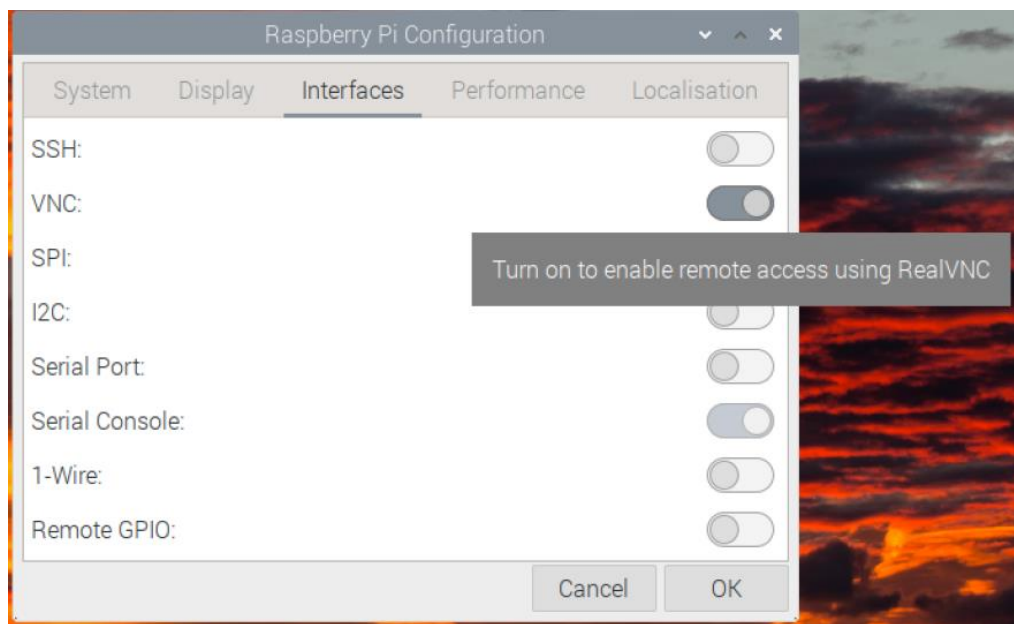 Raspberry Pi Configuration
System Display Interfaces Performance Localisation
SSH:
VNC:
SPI:
Turn on to enable remote access using RealVNC
I2C:
Serial Port:
Serial Console:
1-Wire:
Remote GPIO:
Cancel OK